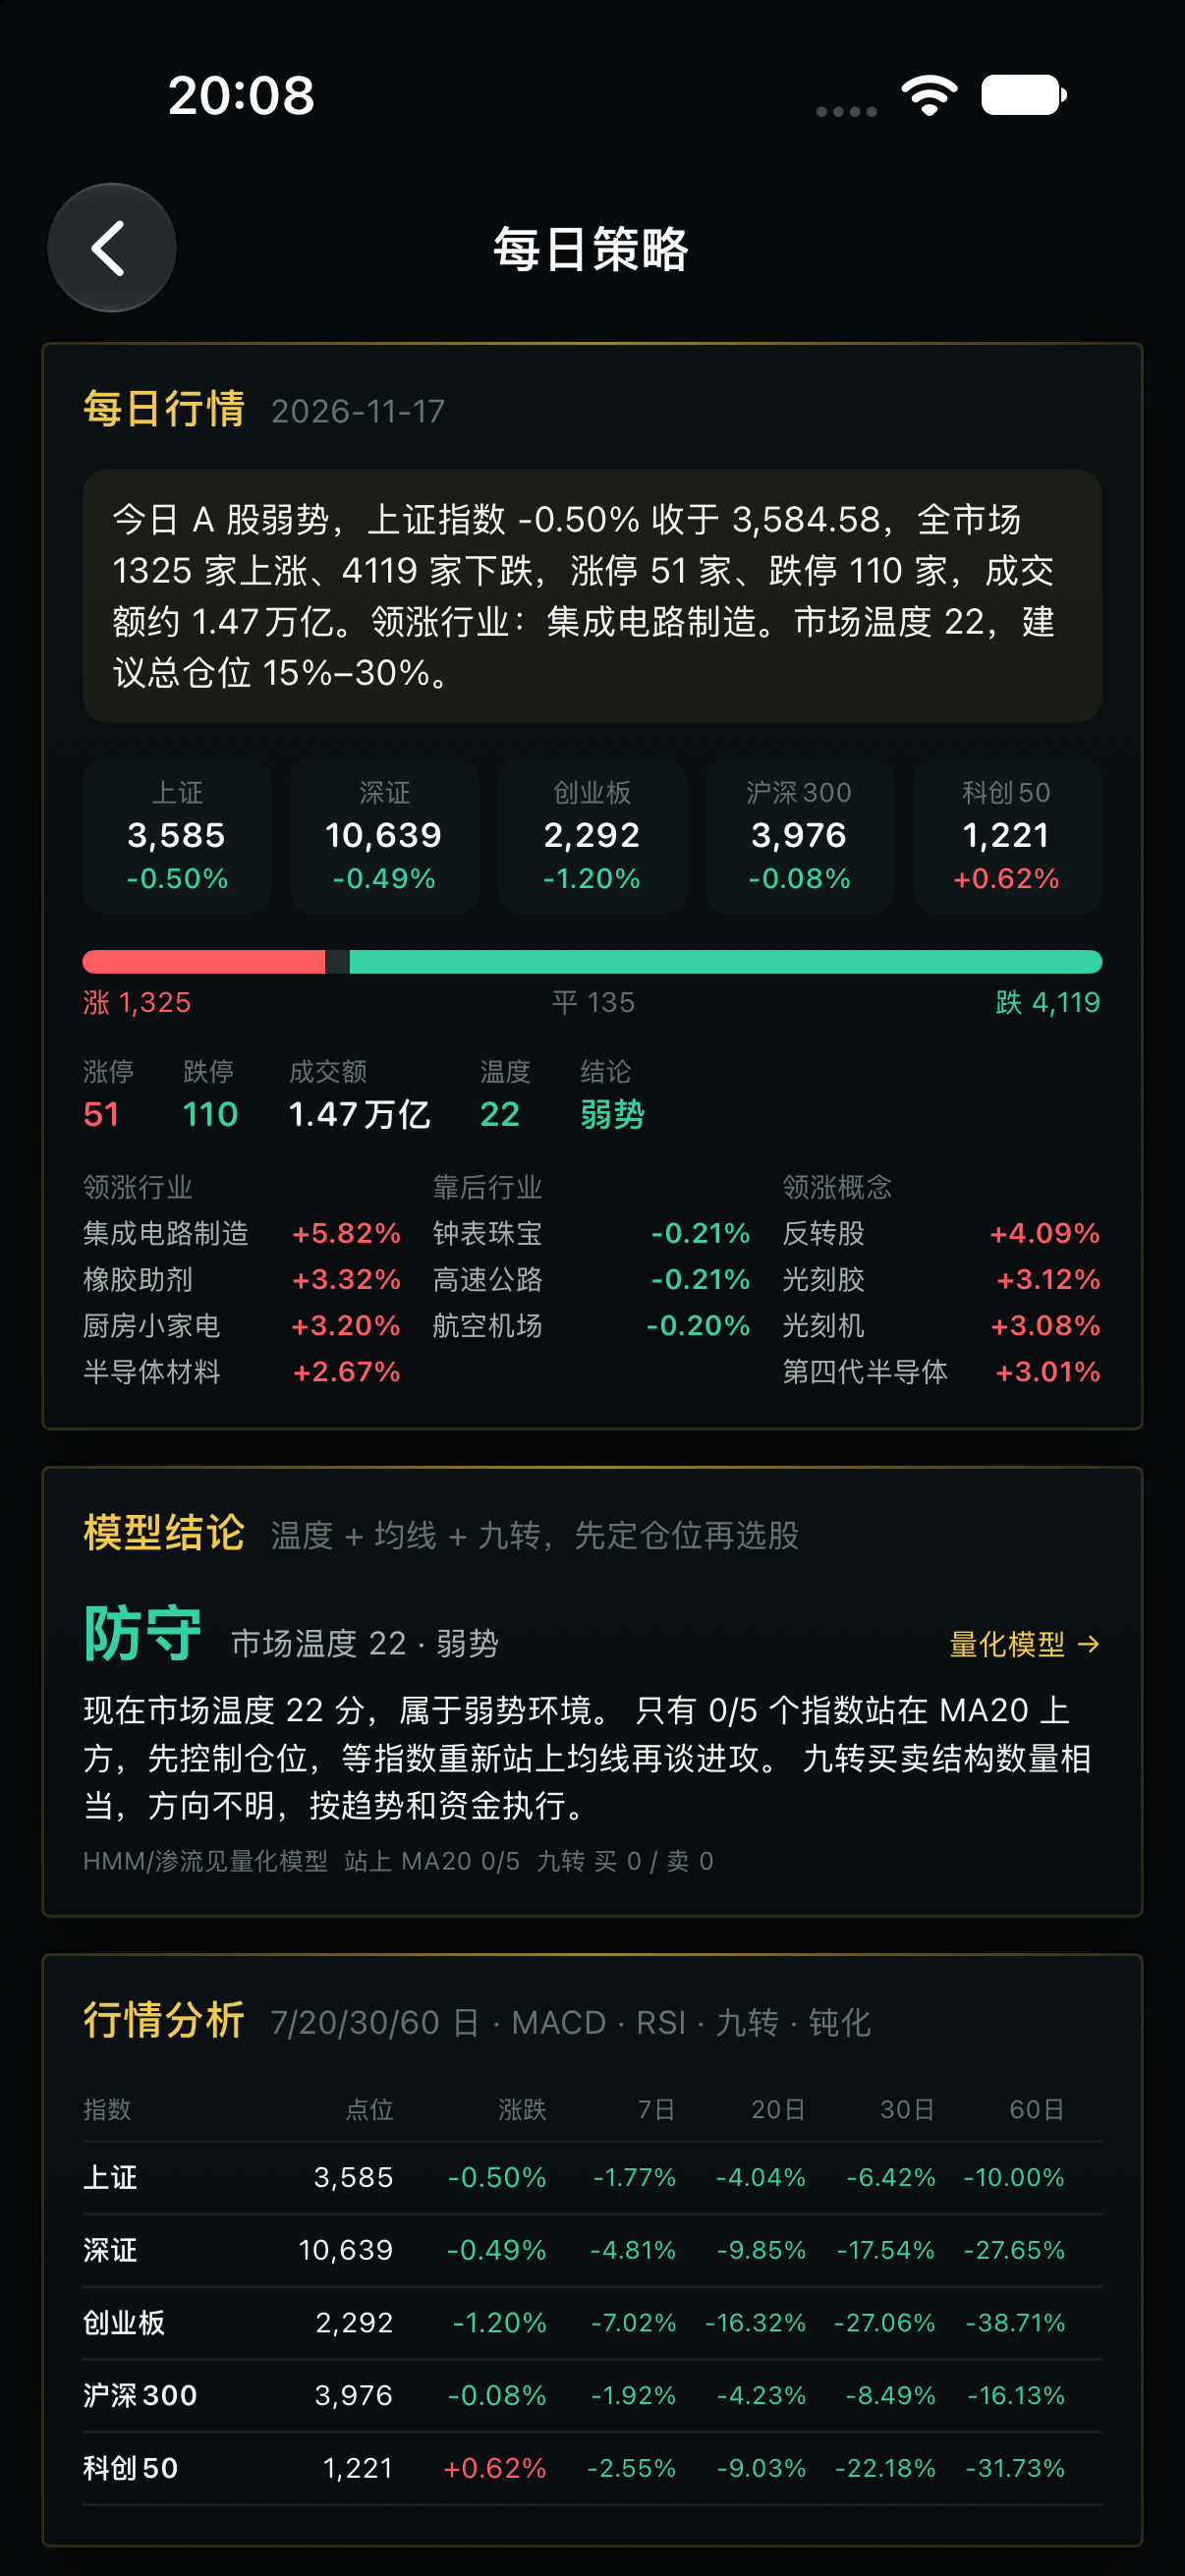 20:08
每日策略
每日行情 2026-11-17
今日 A 股弱势，上证指数 -0.50% 收于 3,584.58，全市场
1325 家上涨、4119 家下跌，涨停 51 家、跌停 110 家，成交
额约 1.47万亿。领涨行业：集成电路制造。市场温度 22，建
议总仓位 15%–30%。
上证 深证 创业板 沪深300 科创50
3,585 10,639 2,292 3,976 1,221
-0.50% -0.49% -1.20% -0.08% +0.62%
涨 1,325 平 135 跌 4,119
涨停 跌停 成交额 温度 结论
51 110 1.47万亿 22 弱势
领涨行业 靠后行业 领涨概念
集成电路制造 +5.82% 钟表珠宝 -0.21% 反转股 +4.09%
橡胶助剂 +3.32% 高速公路 -0.21% 光刻胶 +3.12%
厨房小家电 +3.20% 航空机场 -0.20% 光刻机 +3.08%
半导体材料 +2.67% 第四代半导体 +3.01%
模型结论 温度 + 均线 + 九转，先定仓位再选股
防守 市场温度 22 · 弱势 量化模型 →
现在市场温度 22 分，属于弱势环境。 只有 0/5 个指数站在 MA20 上
方，先控制仓位，等指数重新站上均线再谈进攻。 九转买卖结构数量相
当，方向不明，按趋势和资金执行。
HMM/渗流见量化模型 站上 MA20 0/5 九转 买 0 / 卖 0
行情分析 7/20/30/60 日 · MACD · RSI · 九转 · 钝化
指数 点位 涨跌 7日 20日 30日 60日
上证 3,585 -0.50% -1.77% -4.04% -6.42% -10.00%
深证 10,639 -0.49% -4.81% -9.85% -17.54% -27.65%
创业板 2,292 -1.20% -7.02% -16.32% -27.06% -38.71%
沪深300 3,976 -0.08% -1.92% -4.23% -8.49% -16.13%
科创50 1,221 +0.62% -2.55% -9.03% -22.18% -31.73%